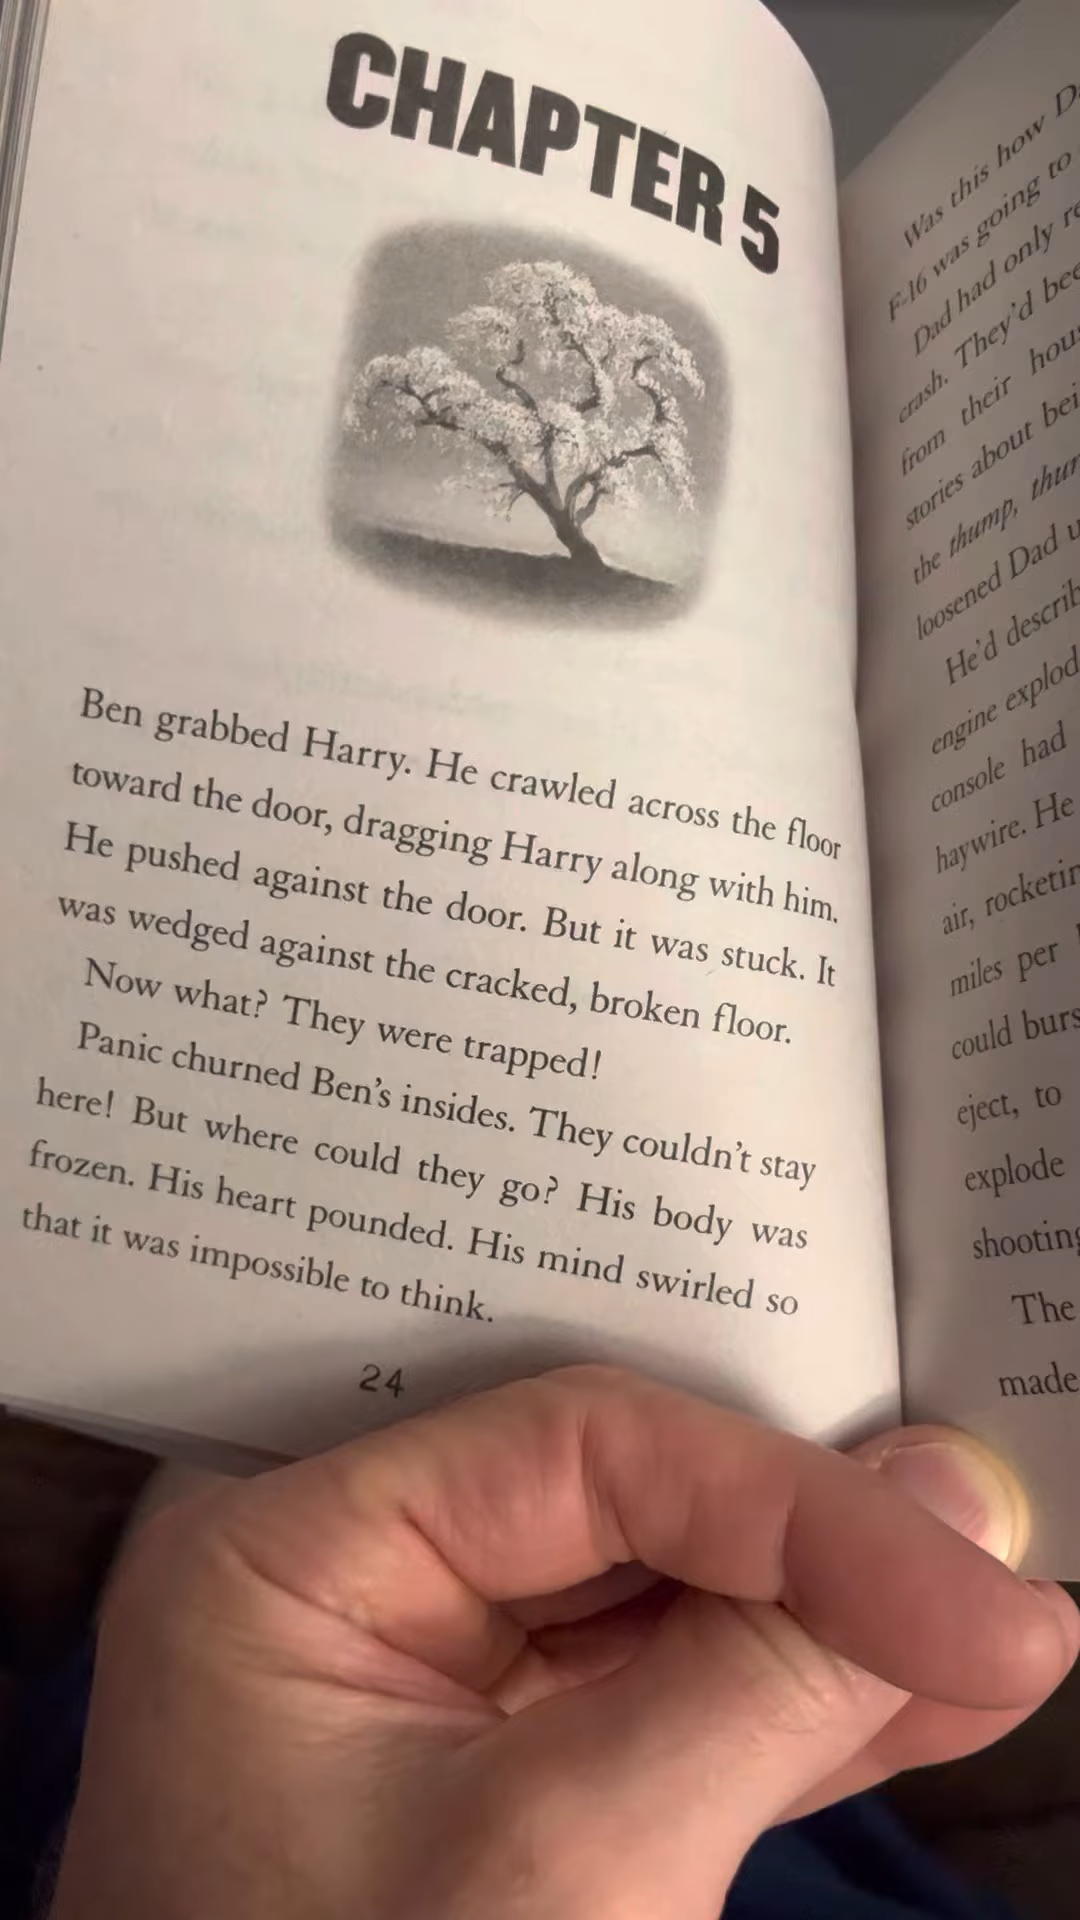 CHAPTER 5
Ben grabbed Harry. He crawled across the floor
toward the door, dragging Harry along with him.
He pushed against the door. But it was stuck. It
was wedged against the cracked, broken floor.
Now what? They were trapped!
Panic churned Ben's insides. They couldn't stay
here! But where could they go? His body was
frozen. His heart pounded. His mind swirled so
that it was impossible to think.
24
Was this how
F-16 was going to
Dad had only
crash. They'd
from their
stories about
the thump,
loosened Dad
He'd
engine
console had
haywire. He
air,
miles per
could
eject, to
explode
shooting
The
made